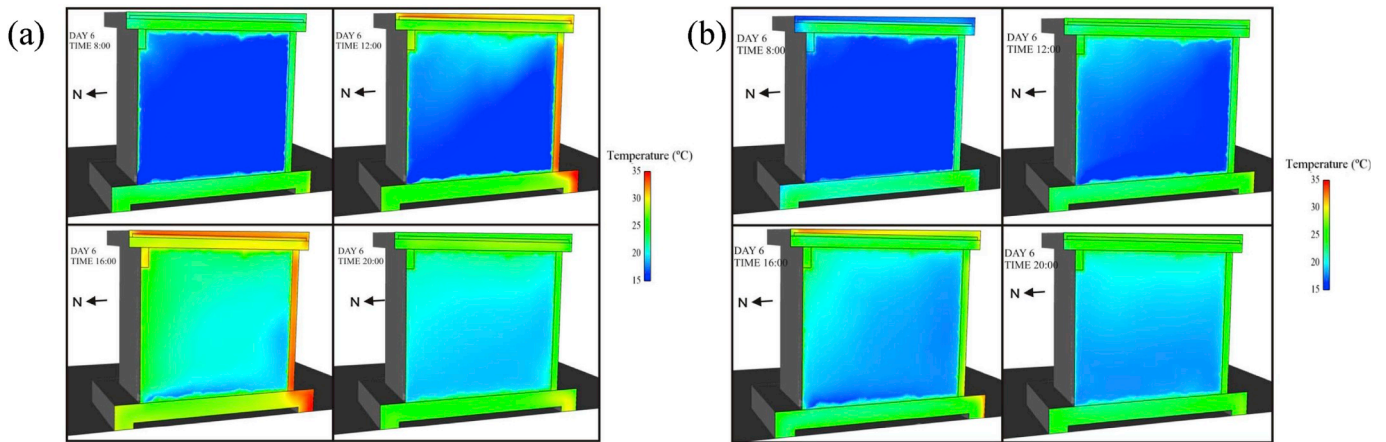 (a)
DAY 6
TIME 8:00
N
DAY 6
TIME 12:00
N
Temperature (ºC)
35
30
25
20
15
DAY 6
TIME 16:00
N
DAY 6
TIME 20:00
N
(b)
DAY 6
TIME 8:00
N
DAY 6
TIME 12:00
N
Temperature (ºC)
35
30
25
20
15
DAY 6
TIME 16:00
N
DAY 6
TIME 20:00
N